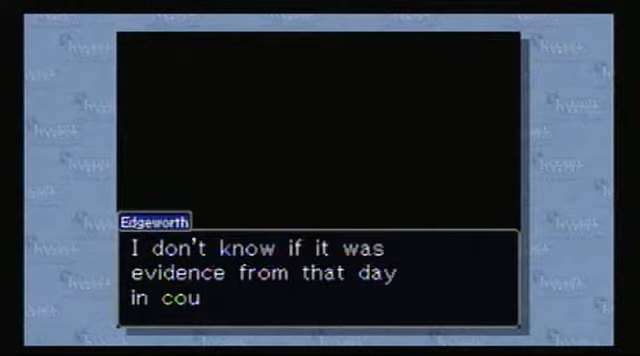 Edgeworth
I don't know if it was
evidence from that day
in cou